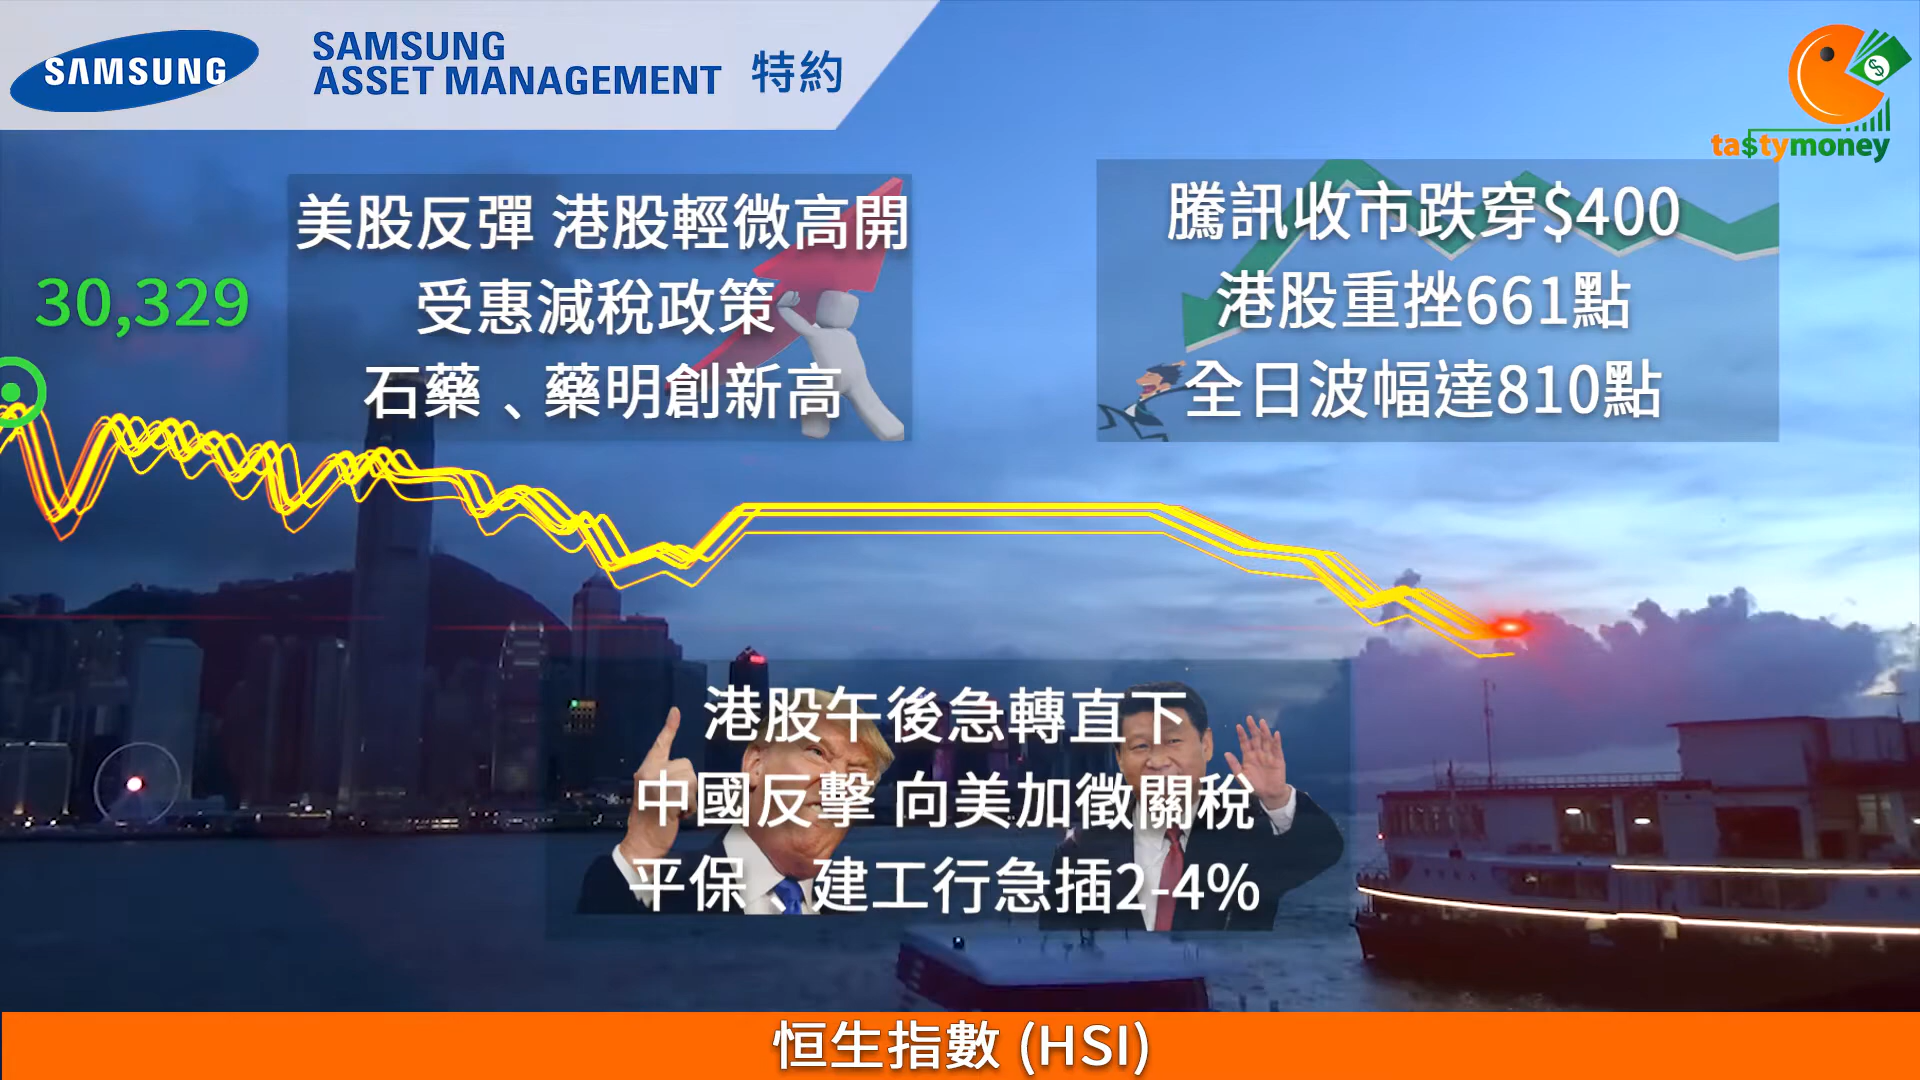 SAMSUNG
SAMSUNG
ASSET MANAGEMENT 特約
ta$tymoney
30,329
美股反彈 港股輕微高開
受惠減稅政策
石藥、藥明創新高
騰訊收市跌穿$400
港股重挫661點
全日波幅達810點
港股午後急轉直下
中國反擊 向美加徵關稅
平保、建工行急插2-4%
恒生指數 (HSI)